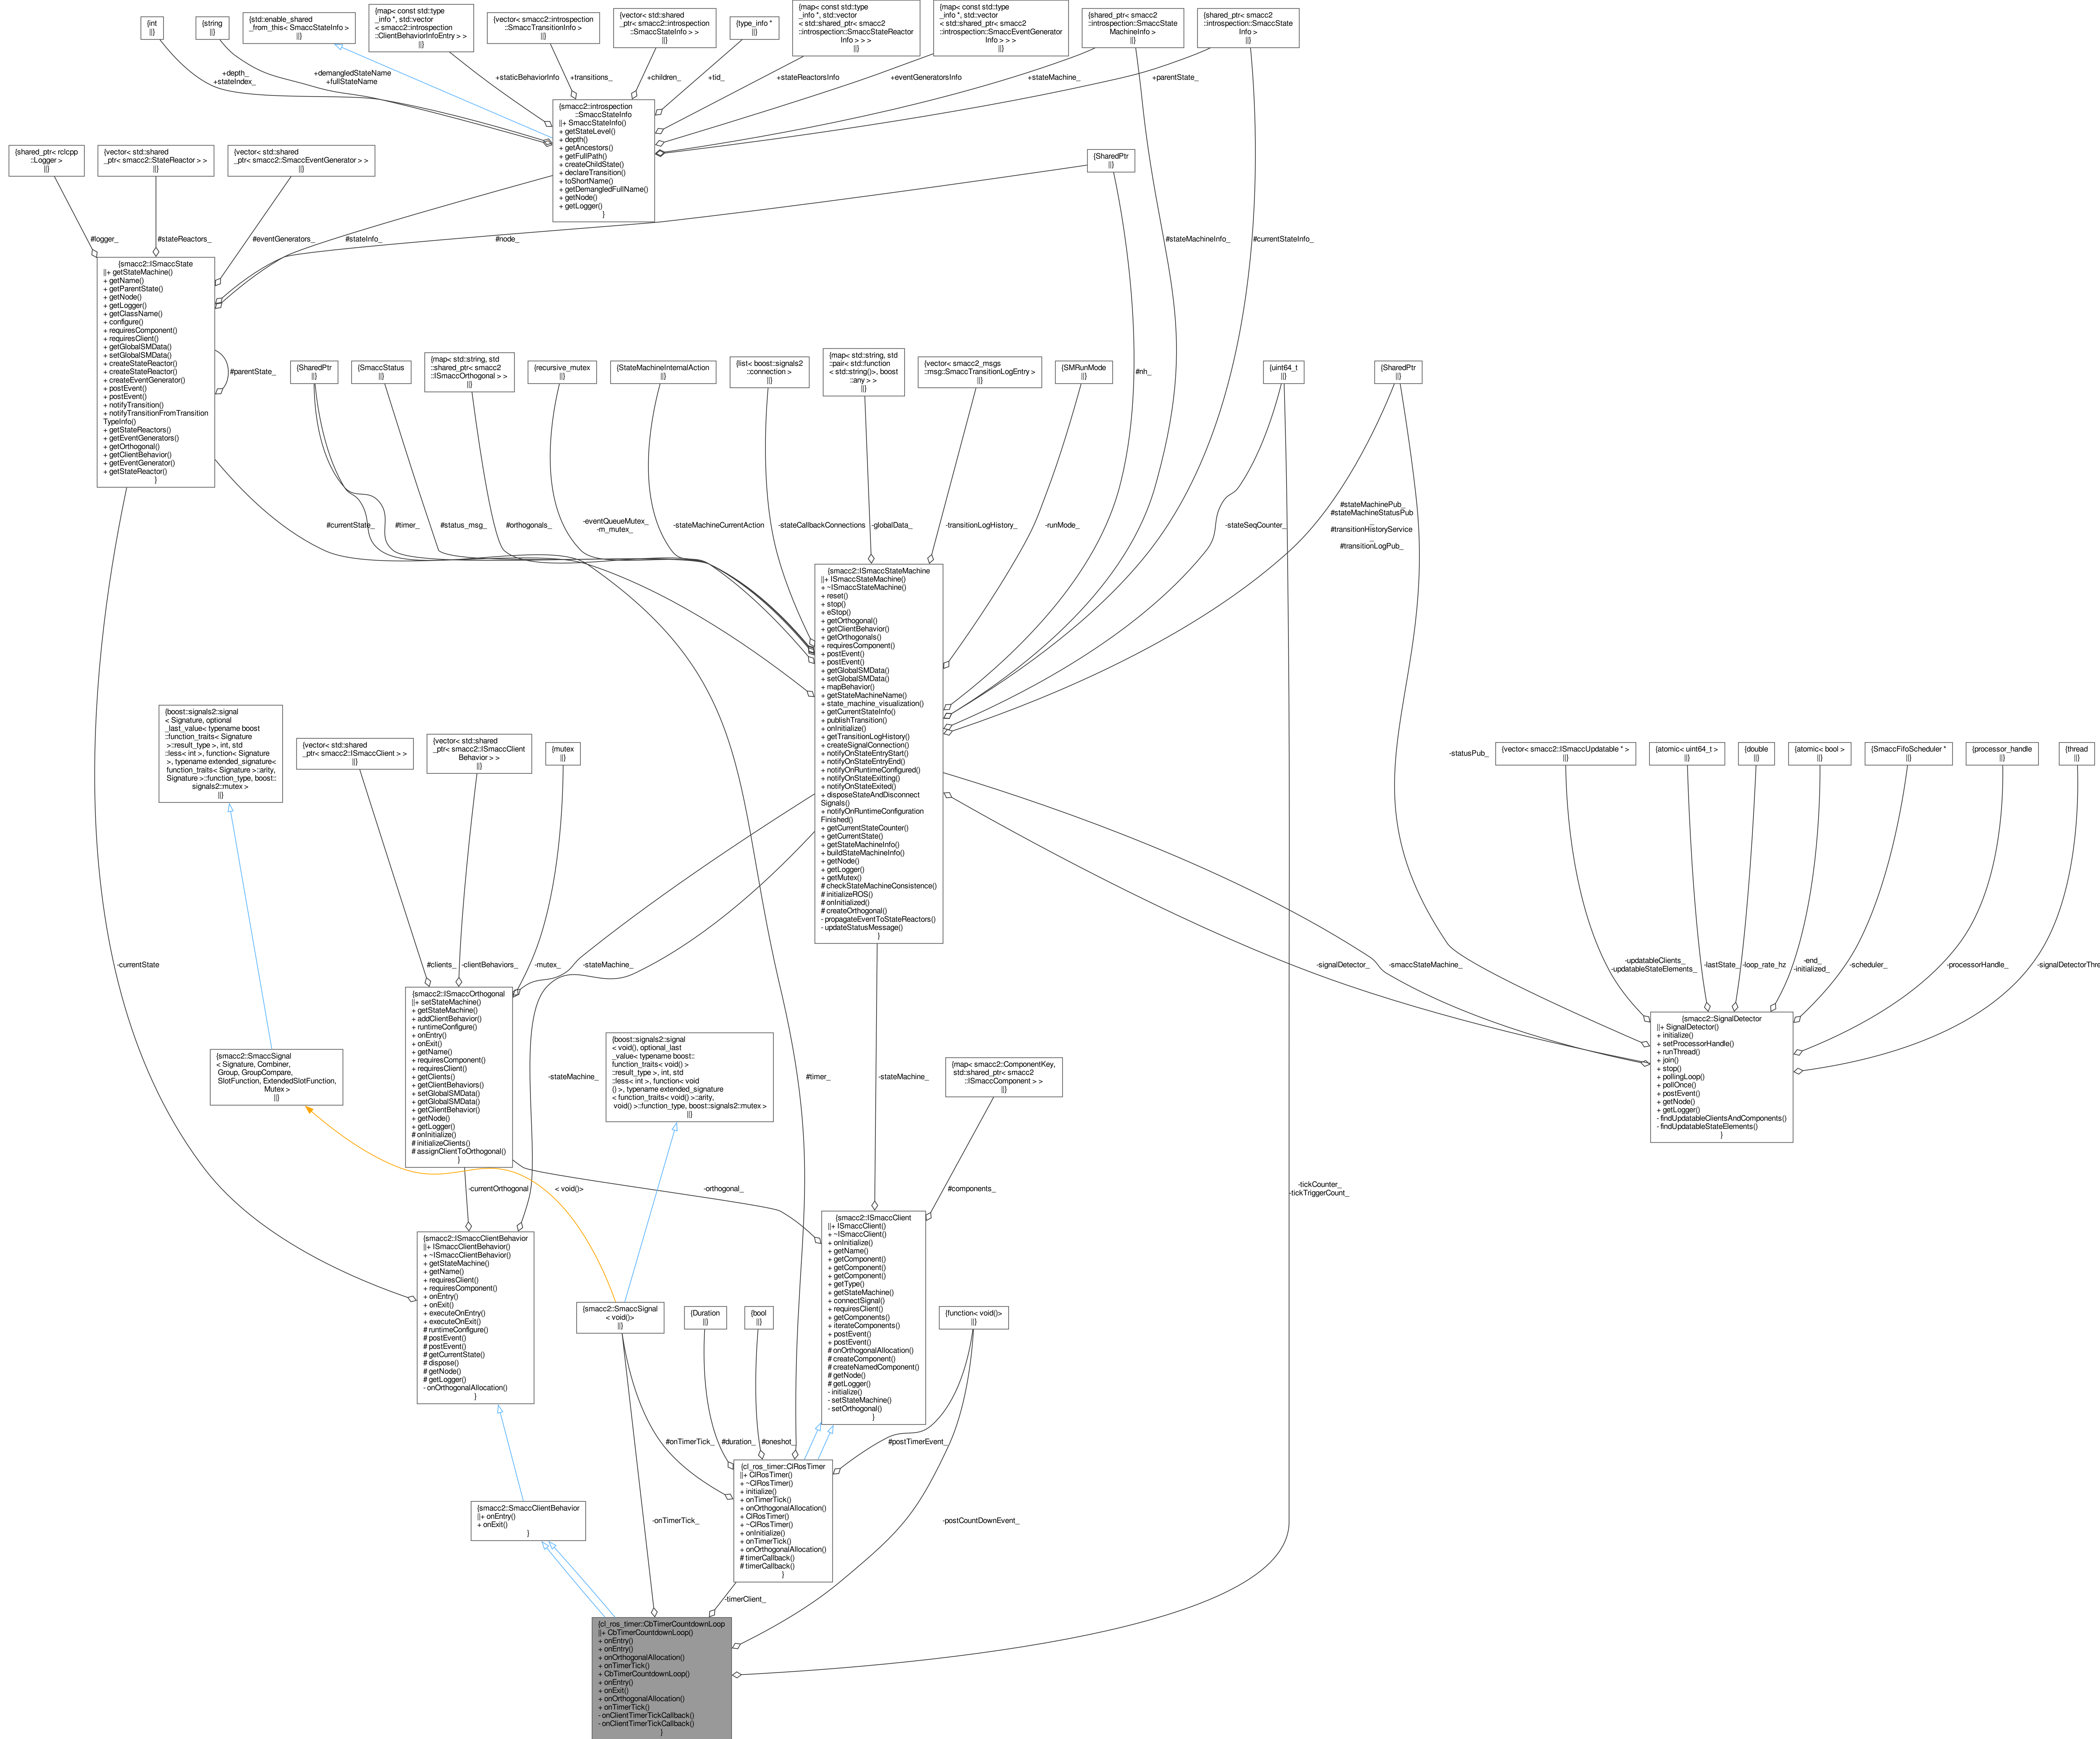 {int
||}
{string
||}
{std::enable_shared
_from_this< SmaccStateInfo >
||}
{map< const std::type
_info *, std::vector
< smacc2::introspection
::ClientBehaviorInfoEntry > >
||}
{vector< smacc2::introspection
::SmaccTransitionInfo >
||}
{vector< std::shared
_ptr< smacc2::introspection
::SmaccStateInfo > >
||}
{type_info *
||}
{map< const std::type
_info *, std::vector
< std::shared_ptr< smacc2
::introspection::SmaccStateReactor
Info > > >
||}
{map< const std::type
_info *, std::vector
< std::shared_ptr< smacc2
::introspection::SmaccEventGenerator
Info > > >
||}
{shared_ptr< smacc2
::introspection::SmaccState
MachineInfo >
||}
{shared_ptr< smacc2
::introspection::SmaccState
Info >
||}
+depth_
+stateIndex_
+demangledStateName
+fullStateName
+staticBehaviorInfo
+transitions_
+children_
+tid_
+stateReactorsInfo
+eventGeneratorsInfo
+stateMachine_
+parentState_
{smacc2::introspection
::SmaccStateInfo
||+ SmaccStateInfo()
+ getStateLevel()
+ depth()
+ getAncestors()
+ getFullPath()
+ createChildState()
+ declareTransition()
+ toShortName()
+ getDemangledFullName()
+ getNode()
+ getLogger()
}
{shared_ptr< rclcpp
::Logger >
||}
{vector< std::shared
_ptr< smacc2::StateReactor > >
||}
{vector< std::shared
_ptr< smacc2::SmaccEventGenerator > >
||}
{SharedPtr
||}
#logger_
#stateReactors_
#eventGenerators_
#stateInfo_
#node_
#stateMachineInfo_
#currentStateInfo_
{smacc2::ISmaccState
||+ getStateMachine()
+ getName()
+ getParentState()
+ getNode()
+ getLogger()
+ getClassName()
+ configure()
+ requiresComponent()
+ requiresClient()
+ getGlobalSMData()
+ setGlobalSMData()
+ createStateReactor()
+ createStateReactor()
+ createEventGenerator()
+ postEvent()
+ postEvent()
+ notifyTransition()
+ notifyTransitionFromTransition
TypeInfo()
+ getStateReactors()
+ getEventGenerators()
+ getOrthogonal()
+ getClientBehavior()
+ getEventGenerator()
+ getStateReactor()
}
#parentState_
{SharedPtr
||}
{SmaccStatus
||}
{map< std::string, std
::shared_ptr< smacc2
::ISmaccOrthogonal > >
||}
{recursive_mutex
||}
{StateMachineInternalAction
||}
{list< boost::signals2
::connection >
||}
{map< std::string, std
::pair< std::function
< std::string()>, boost
::any > >
||}
{vector< smacc2_msgs
::msg::SmaccTransitionLogEntry >
||}
{SMRunMode
||}
#nh_
{uint64_t
||}
{SharedPtr
||}
#currentState_
#timer_
#status_msg_
#orthogonals_
-eventQueueMutex_
-m_mutex_
-stateMachineCurrentAction
-stateCallbackConnections
-globalData_
-transitionLogHistory_
-runMode_
-stateSeqCounter_
#stateMachinePub_
#stateMachineStatusPub
_
#transitionHistoryService
_
#transitionLogPub_
{smacc2::ISmaccStateMachine
||+ ISmaccStateMachine()
+ ~ISmaccStateMachine()
+ reset()
+ stop()
+ eStop()
+ getOrthogonal()
+ getClientBehavior()
+ getOrthogonals()
+ requiresComponent()
+ postEvent()
+ postEvent()
+ getGlobalSMData()
+ setGlobalSMData()
+ mapBehavior()
+ getStateMachineName()
+ state_machine_visualization()
+ getCurrentStateInfo()
+ publishTransition()
+ onInitialize()
+ getTransitionLogHistory()
+ createSignalConnection()
+ notifyOnStateEntryStart()
+ notifyOnStateEntryEnd()
+ notifyOnRuntimeConfigured()
+ notifyOnStateExitting()
+ notifyOnStateExited()
+ disposeStateAndDisconnect
Signals()
+ notifyOnRuntimeConfiguration
Finished()
+ getCurrentStateCounter()
+ getCurrentState()
+ getStateMachineInfo()
+ buildStateMachineInfo()
+ getNode()
+ getLogger()
+ getMutex()
# checkStateMachineConsistence()
# initializeROS()
# onInitialized()
# createOrthogonal()
- propagateEventToStateReactors()
- updateStatusMessage()
}
{boost::signals2::signal
< Signature, optional
_last_value< typename boost
::function_traits< Signature
>::result_type >, int, std
::less< int >, function< Signature
>, typename extended_signature<
function_traits< Signature >::arity,
Signature >::function_type, boost::
signals2::mutex >
||}
{vector< std::shared
_ptr< smacc2::ISmaccClient > >
||}
{vector< std::shared
_ptr< smacc2::ISmaccClient
Behavior > >
||}
{mutex
||}
-statusPub_
{vector< smacc2::ISmaccUpdatable * >
||}
{atomic< uint64_t >
||}
{double
||}
{atomic< bool >
||}
{SmaccFifoScheduler *
||}
{processor_handle
||}
{thread
||}
-currentState
#clients_
-clientBehaviors_
-mutex_
-stateMachine_
-signalDetector_
-smaccStateMachine_
-updatableClients_
-updatableStateElements_
-lastState_
-loop_rate_hz
-end_
-initialized_
-scheduler_
-processorHandle_
-signalDetectorThre
{smacc2::ISmaccOrthogonal
||+ setStateMachine()
+ getStateMachine()
+ addClientBehavior()
+ runtimeConfigure()
+ onEntry()
+ onExit()
+ getName()
+ requiresComponent()
+ requiresClient()
+ getClients()
+ getClientBehaviors()
+ setGlobalSMData()
+ getGlobalSMData()
+ getClientBehavior()
+ getNode()
+ getLogger()
# onInitialize()
# initializeClients()
# assignClientToOrthogonal()
}
{smacc2::SignalDetector
||+ SignalDetector()
+ initialize()
+ setProcessorHandle()
+ runThread()
+ join()
+ stop()
+ pollingLoop()
+ pollOnce()
+ postEvent()
+ getNode()
+ getLogger()
- findUpdatableClientsAndComponents()
- findUpdatableStateElements()
}
{smacc2::SmaccSignal
< Signature, Combiner,
Group, GroupCompare,
SlotFunction, ExtendedSlotFunction,
Mutex >
||}
-stateMachine_
{boost::signals2::signal
< void(), optional_last
_value< typename boost::
function_traits< void() >
::result_type >, int, std
::less< int >, function< void
() >, typename extended_signature
< function_traits< void() >::arity,
void() >::function_type, boost::signals2::mutex >
||}
#timer_
-stateMachine_
{map< smacc2::ComponentKey,
std::shared_ptr< smacc2
::ISmaccComponent > >
||}
-currentOrthogonal
< void()>
-orthogonal_
#components_
-tickCounter_
-tickTriggerCount_
{smacc2::ISmaccClientBehavior
||+ ISmaccClientBehavior()
+ ~ISmaccClientBehavior()
+ getStateMachine()
+ getName()
+ requiresClient()
+ requiresComponent()
+ onEntry()
+ onExit()
+ executeOnEntry()
+ executeOnExit()
# runtimeConfigure()
# postEvent()
# postEvent()
# getCurrentState()
# dispose()
# getNode()
# getLogger()
- onOrthogonalAllocation()
}
{smacc2::ISmaccClient
||+ ISmaccClient()
+ ~ISmaccClient()
+ onInitialize()
+ getName()
+ getComponent()
+ getComponent()
+ getComponent()
+ getType()
+ getStateMachine()
+ connectSignal()
+ requiresClient()
+ getComponents()
+ iterateComponents()
+ postEvent()
+ postEvent()
# onOrthogonalAllocation()
# createComponent()
# createNamedComponent()
# getNode()
# getLogger()
- initialize()
- setStateMachine()
- setOrthogonal()
}
{smacc2::SmaccSignal
< void()>
||}
{Duration
||}
{bool
||}
{function< void()>
||}
#onTimerTick_
#duration_
#oneshot_
#postTimerEvent_
{cl_ros_timer::ClRosTimer
||+ ClRosTimer()
+ ~ClRosTimer()
+ initialize()
+ onTimerTick()
+ onOrthogonalAllocation()
+ ClRosTimer()
+ ~ClRosTimer()
+ onInitialize()
+ onTimerTick()
+ onOrthogonalAllocation()
# timerCallback()
# timerCallback()
}
{smacc2::SmaccClientBehavior
||+ onEntry()
+ onExit()
}
-onTimerTick_
-postCountDownEvent_
-timerClient_
{cl_ros_timer::CbTimerCountdownLoop
||+ CbTimerCountdownLoop()
+ onEntry()
+ onEntry()
+ onOrthogonalAllocation()
+ onTimerTick()
+ CbTimerCountdownLoop()
+ onEntry()
+ onExit()
+ onOrthogonalAllocation()
+ onTimerTick()
- onClientTimerTickCallback()
- onClientTimerTickCallback()
}